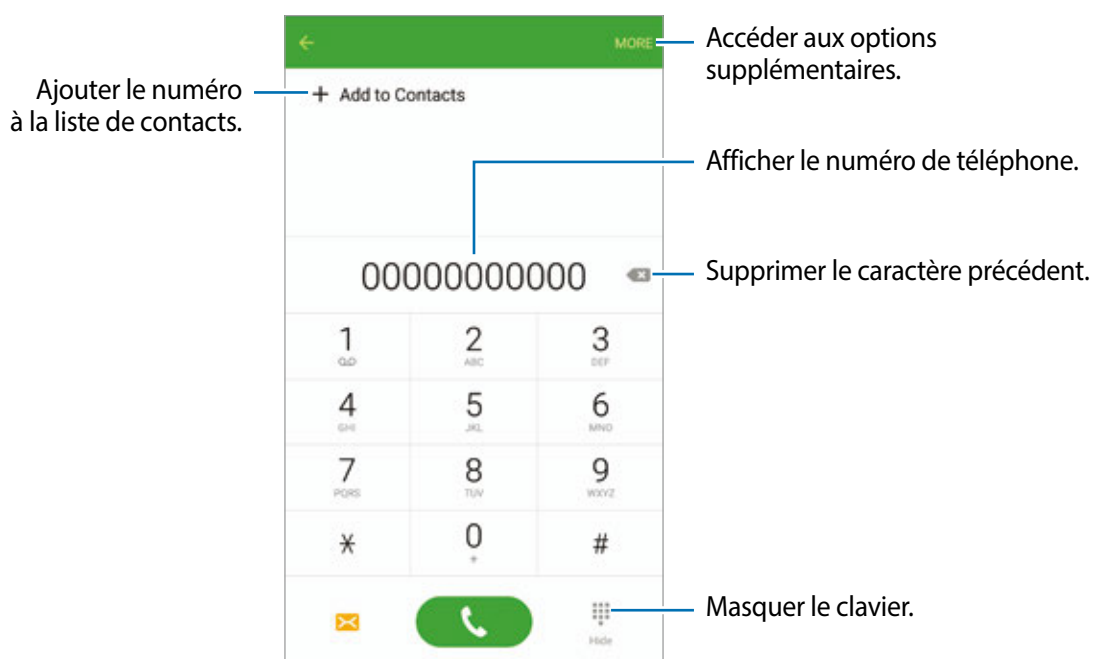 MORE
Accéder aux options
supplémentaires.
Ajouter le numéro
à la liste de contacts.
+ Add to Contacts
Afficher le numéro de téléphone.
00000000000
Supprimer le caractère précédent.
1 2 3
ABC DEF
4 5 6
GHI JKL MNO
7 8 9
PQRS TUV WXYZ
* 0 #
+
Masquer le clavier.
Hide